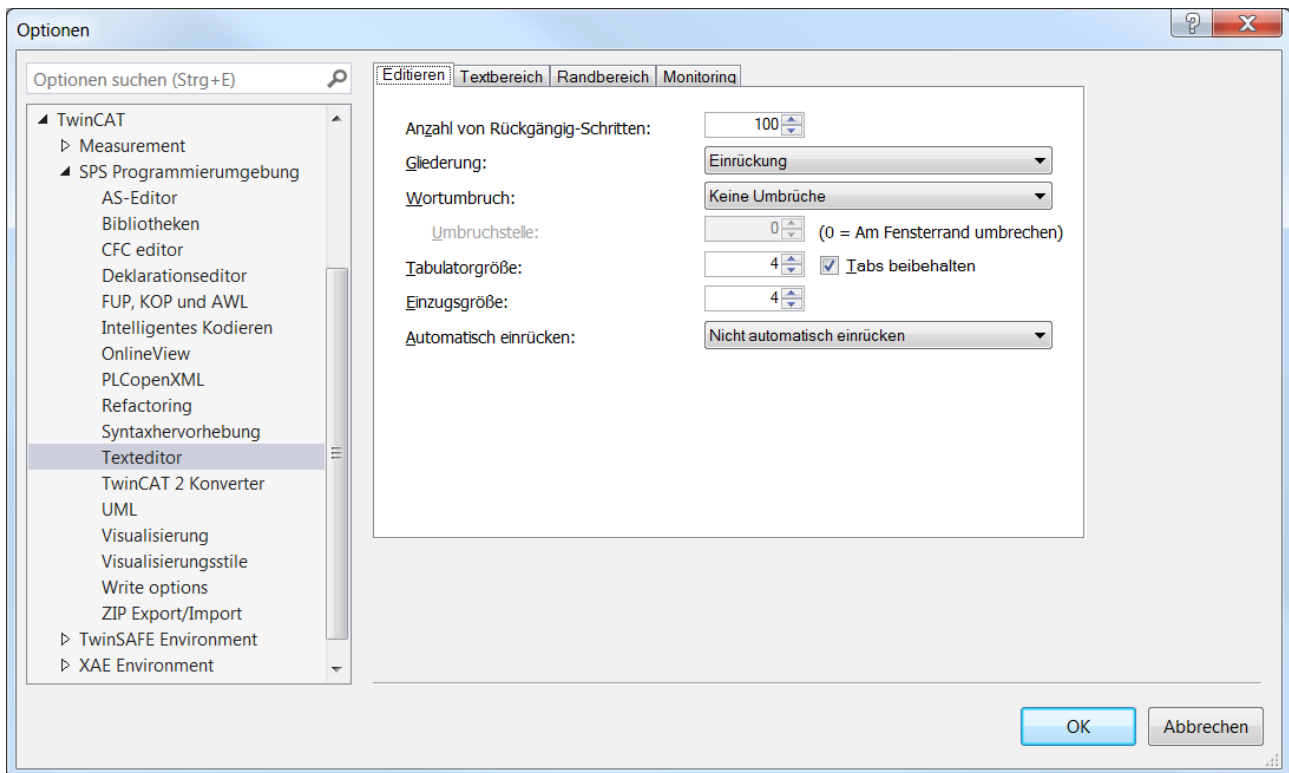 Optionen
Optionen suchen (Strg+E)
TwinCAT
Measurement
SPS Programmierumgebung
AS-Editor
Bibliotheken
CFC editor
Deklarationseditor
FUP, KOP und AWL
Intelligentes Kodieren
OnlineView
PLCopenXML
Refactoring
Syntaxhervorhebung
Texteditor
TwinCAT 2 Konverter
UML
Visualisierung
Visualisierungsstile
Write options
ZIP Export/Import
TwinSAFE Environment
XAE Environment
Editieren Textbereich Randbereich Monitoring
Anzahl von Rückgängig-Schritten: 100
Gliederung: Einrückung
Wortumbruch: Keine Umbrüche
Umbruchstelle: 0 (0 = Am Fensterrand umbrechen)
Tabulatorgröße: 4 Tabs beibehalten
Einzugsgröße: 4
Automatisch einrücken: Nicht automatisch einrücken
OK Abbrechen